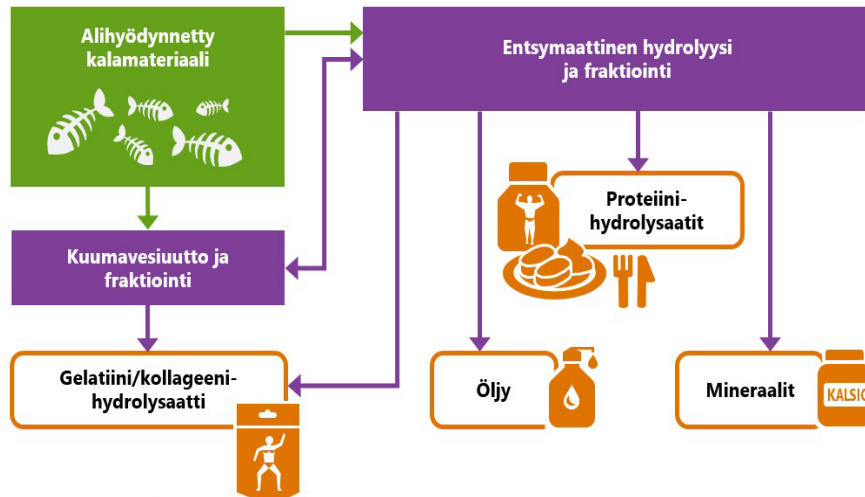 Alihyödynnetty
kalamateriaali
Entsymaattinen hydrolyysi
ja fraktiointi
Proteiini-
hydrolysaatit
Kuumavesiuutto ja
fraktiointi
Gelatiini/kollageeni-
hydrolysaatti
Öljy
Mineraalit